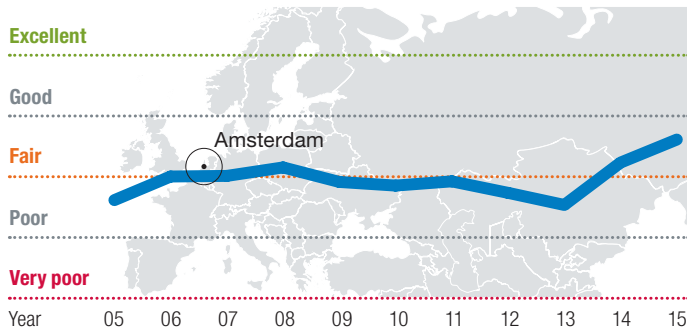 Excellent
Good
Amsterdam
Fair
Poor
Very poor
Year 05 06 07 08 09 10 11 12 13 14 15